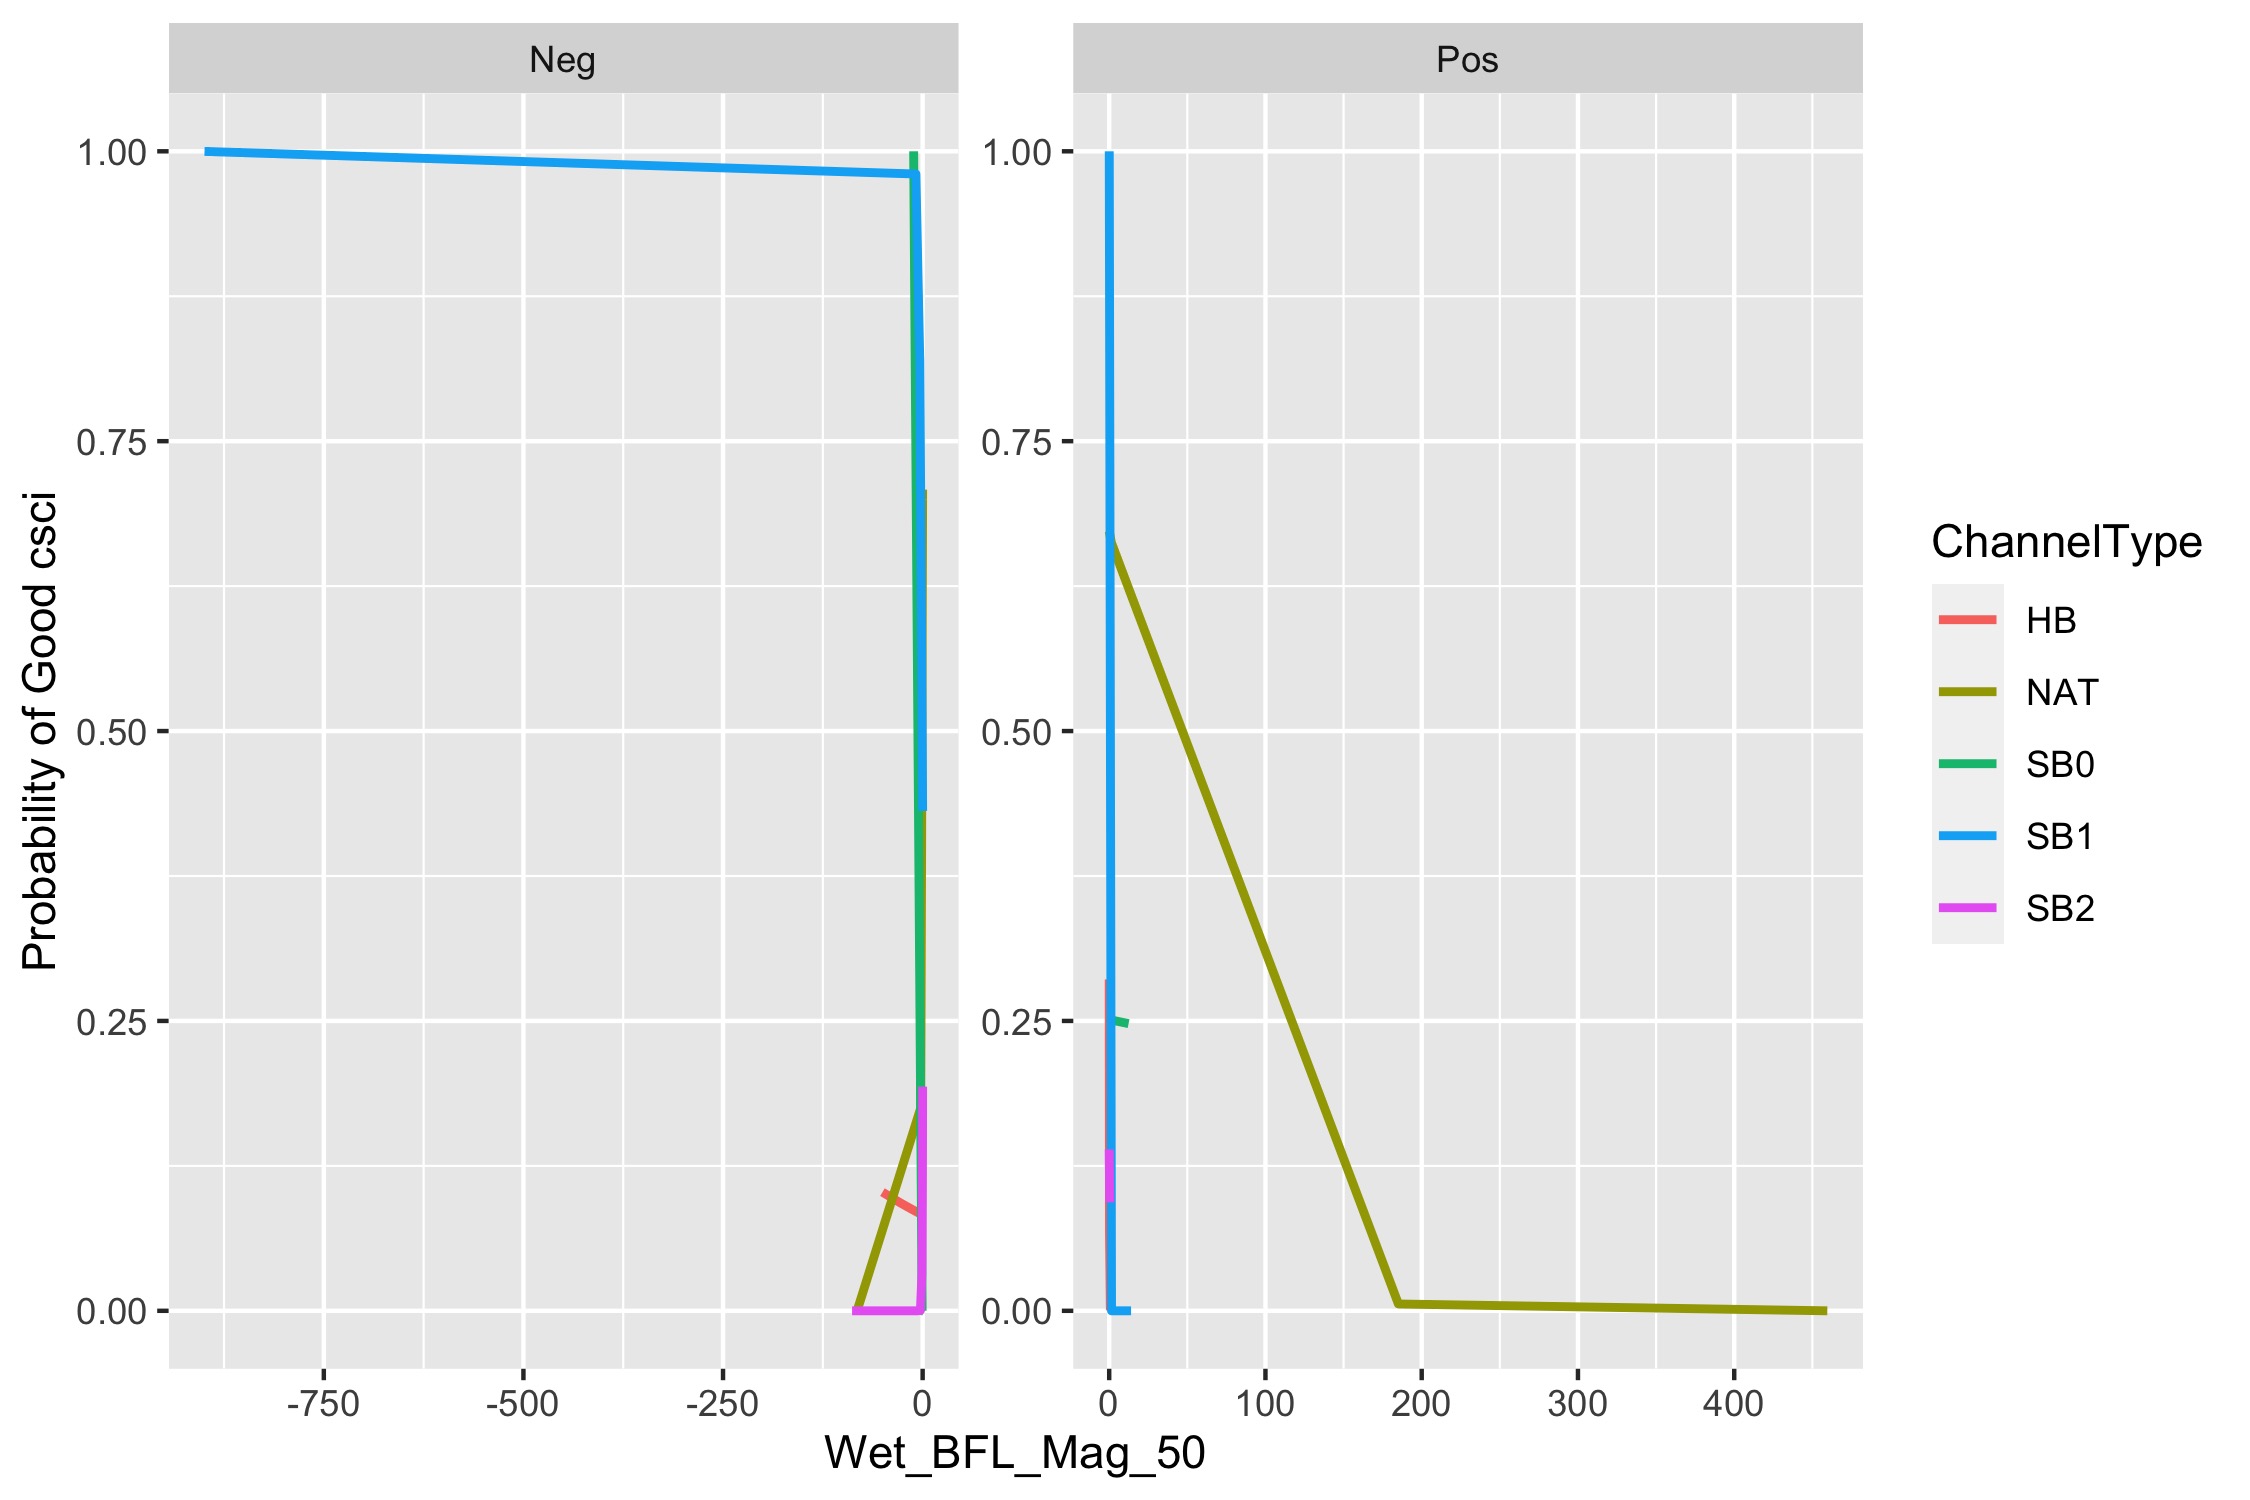 Neg
Pos
1.00
0.75
0.50
0.25
0.00
1.00
0.75
0.50
0.25
0.00
Probability of Good csci
-750 -500 -250 0
0 100 200 300 400
Wet_BFL_Mag_50
ChannelType
HB
NAT
SB0
SB1
SB2